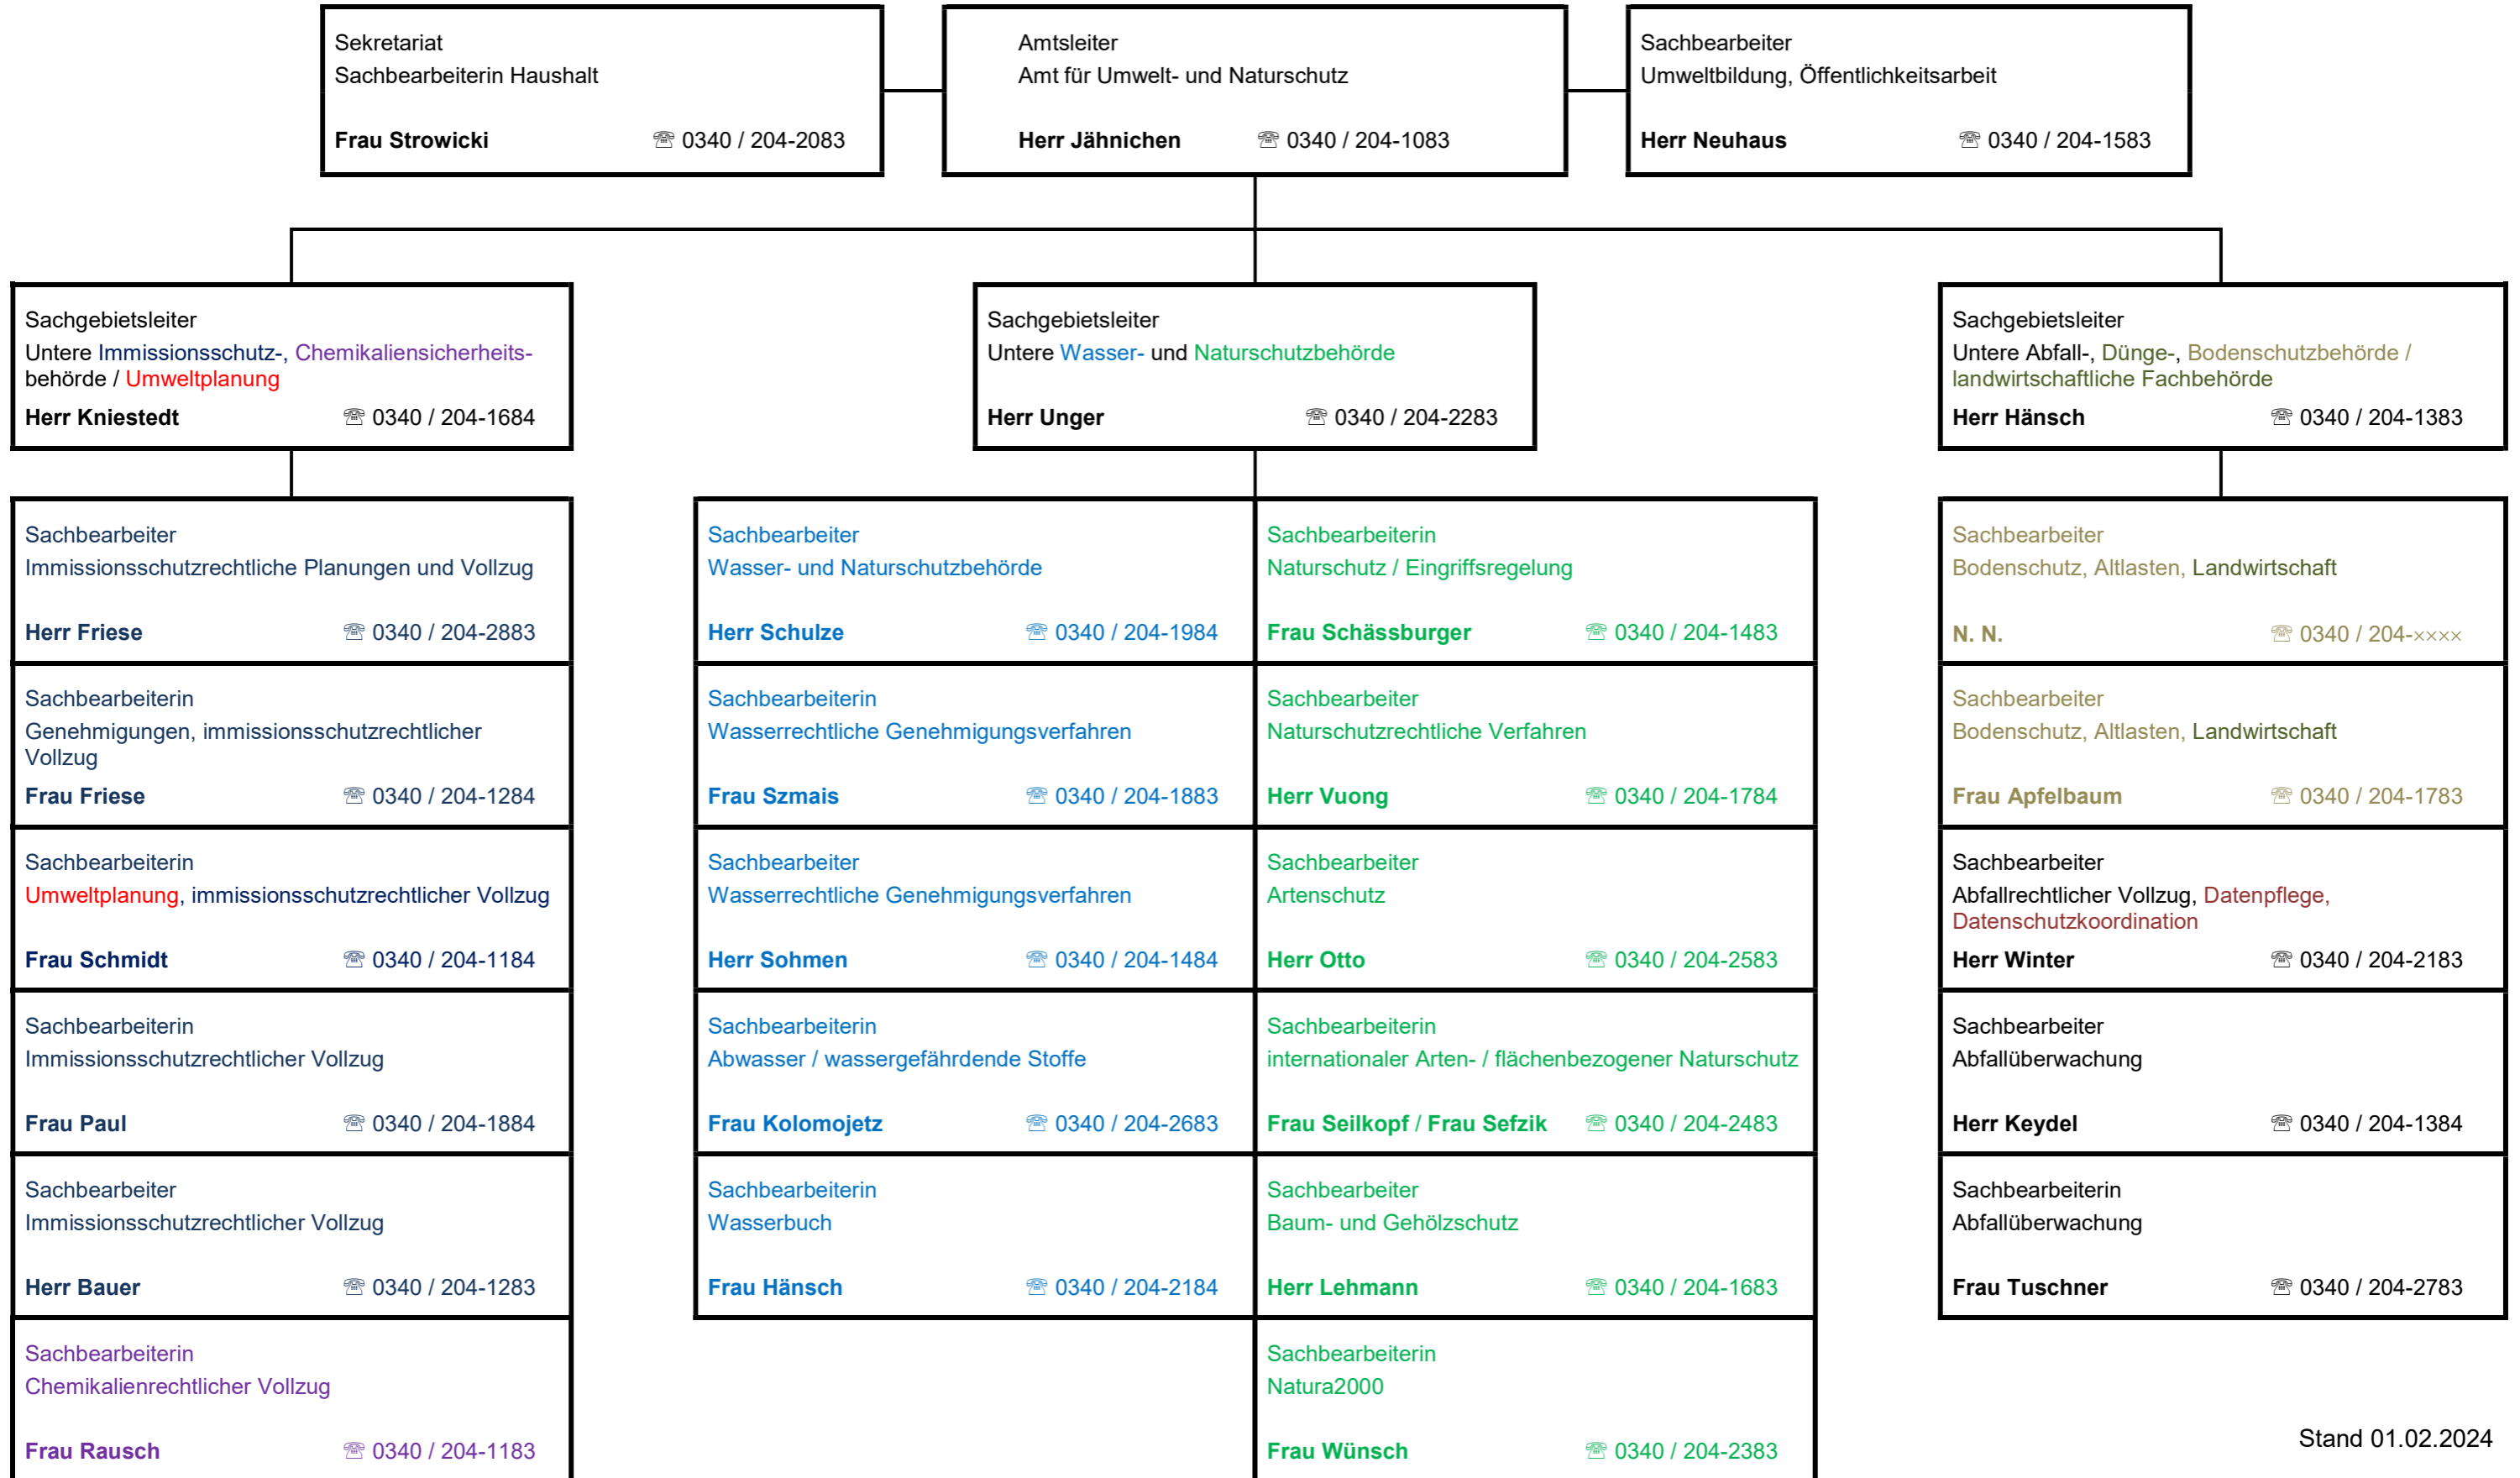 Sekretariat
Sachbearbeiterin Haushalt
Frau Strowicki ☏ 0340 / 204-2083
Amtsleiter
Amt für Umwelt- und Naturschutz
Herr Jähnichen ☏ 0340 / 204-1083
Sachbearbeiter
Umweltbildung, Öffentlichkeitsarbeit
Herr Neuhaus ☏ 0340 / 204-1583
Sachgebietsleiter
Untere Immissionsschutz-, Chemikaliensicherheits-
behörde / Umweltplanung
Herr Kniestedt ☏ 0340 / 204-1684
Sachgebietsleiter
Untere Wasser- und Naturschutzbehörde
Herr Unger ☏ 0340 / 204-2283
Sachgebietsleiter
Untere Abfall-, Dünge-, Bodenschutzbehörde /
landwirtschaftliche Fachbehörde
Herr Hänsch ☏ 0340 / 204-1383
Sachbearbeiter
Immissionsschutzrechtliche Planungen und Vollzug
Herr Friese ☏ 0340 / 204-2883
Sachbearbeiterin
Genehmigungen, immissionsschutzrechtlicher
Vollzug
Frau Friese ☏ 0340 / 204-1284
Sachbearbeiterin
Umweltplanung, immissionsschutzrechtlicher Vollzug
Frau Schmidt ☏ 0340 / 204-1184
Sachbearbeiterin
Immissionsschutzrechtlicher Vollzug
Frau Paul ☏ 0340 / 204-1884
Sachbearbeiter
Immissionsschutzrechtlicher Vollzug
Herr Bauer ☏ 0340 / 204-1283
Sachbearbeiterin
Chemikalienrechtlicher Vollzug
Frau Rausch ☏ 0340 / 204-1183
Sachbearbeiter
Wasser- und Naturschutzbehörde
Herr Schulze ☏ 0340 / 204-1984
Sachbearbeiterin
Wasserrechtliche Genehmigungsverfahren
Frau Szmais ☏ 0340 / 204-1883
Sachbearbeiter
Wasserrechtliche Genehmigungsverfahren
Herr Sohmen ☏ 0340 / 204-1484
Sachbearbeiterin
Abwasser / wassergefährdende Stoffe
Frau Kolomojetz ☏ 0340 / 204-2683
Sachbearbeiterin
Wasserbuch
Frau Hänsch ☏ 0340 / 204-2184
Sachbearbeiterin
Naturschutz / Eingriffsregelung
Frau Schässburger ☏ 0340 / 204-1483
Sachbearbeiter
Naturschutzrechtliche Verfahren
Herr Vuong ☏ 0340 / 204-1784
Sachbearbeiter
Artenschutz
Herr Otto ☏ 0340 / 204-2583
Sachbearbeiterin
internationaler Arten- / flächenbezogener Naturschutz
Frau Seilkopf / Frau Sefzik ☏ 0340 / 204-2483
Sachbearbeiter
Baum- und Gehölzschutz
Herr Lehmann ☏ 0340 / 204-1683
Sachbearbeiterin
Natura2000
Frau Wünsch ☏ 0340 / 204-2383
Sachbearbeiter
Bodenschutz, Altlasten, Landwirtschaft
N. N. ☏ 0340 / 204-××××
Sachbearbeiter
Bodenschutz, Altlasten, Landwirtschaft
Frau Apfelbaum ☏ 0340 / 204-1783
Sachbearbeiter
Abfallrechtlicher Vollzug, Datenpflege,
Datenschutzkoordination
Herr Winter ☏ 0340 / 204-2183
Sachbearbeiter
Abfallüberwachung
Herr Keydel ☏ 0340 / 204-1384
Sachbearbeiterin
Abfallüberwachung
Frau Tuschner ☏ 0340 / 204-2783
Stand 01.02.2024